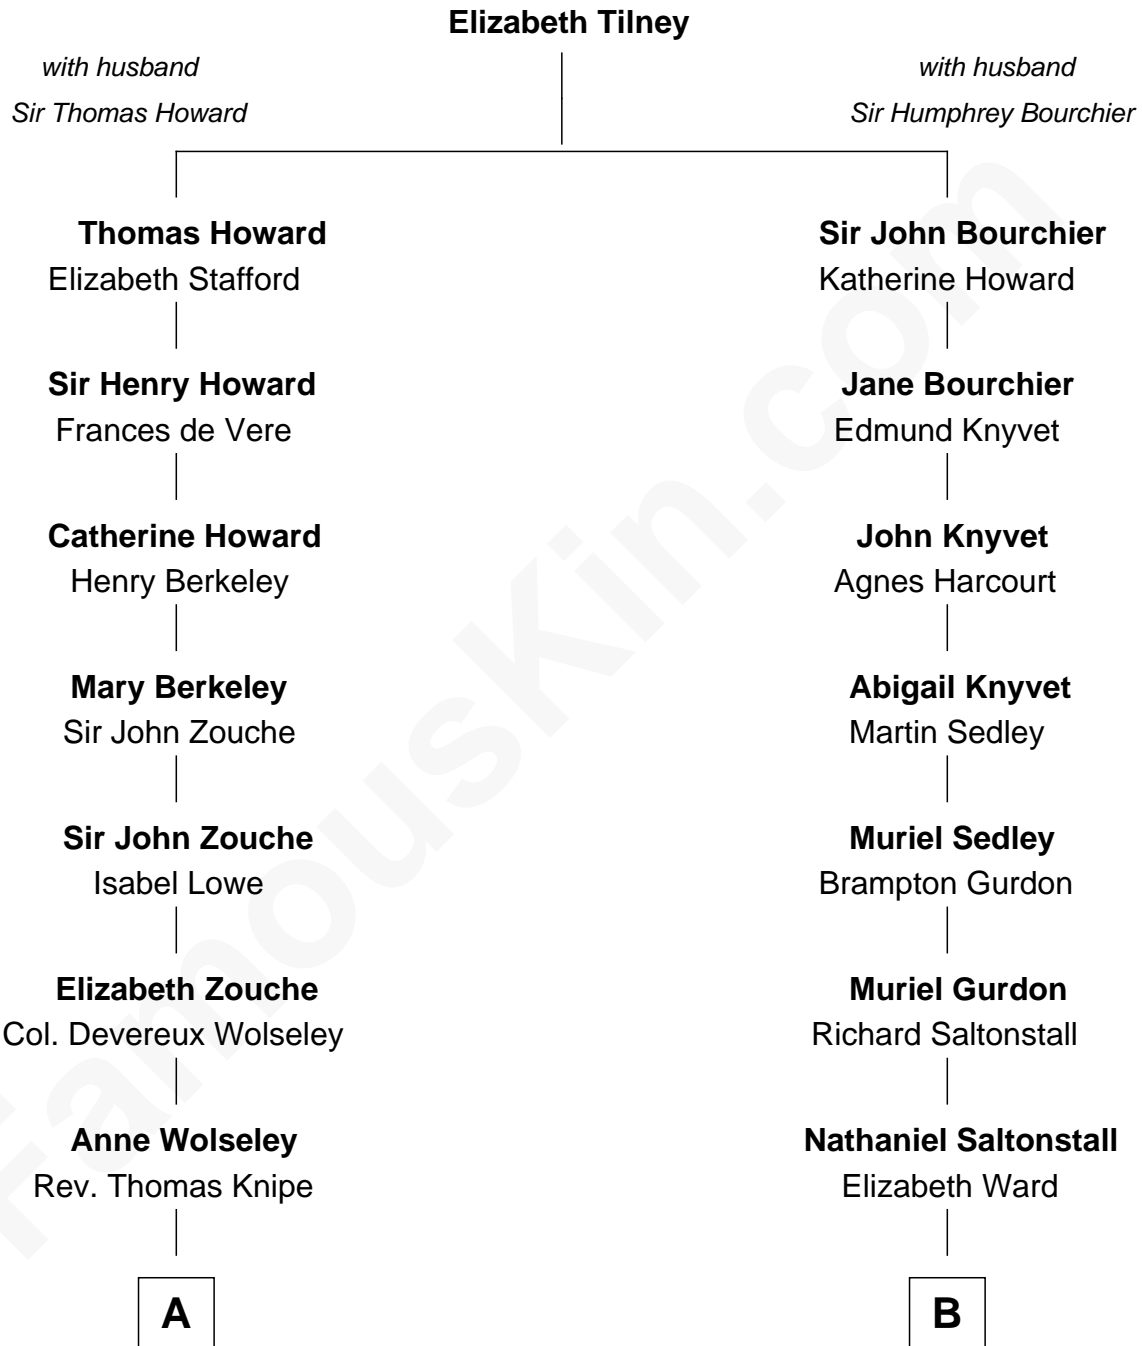 Elizabeth Tilney
with husband
Sir Thomas Howard
with husband
Sir Humphrey Bourchier
Thomas Howard
Elizabeth Stafford
Sir John Bourchier
Katherine Howard
Sir Henry Howard
Frances de Vere
Jane Bourchier
Edmund Knyvet
Catherine Howard
Henry Berkeley
John Knyvet
Agnes Harcourt
Mary Berkeley
Sir John Zouche
Abigail Knyvet
Martin Sedley
Sir John Zouche
Isabel Lowe
Muriel Sedley
Brampton Gurdon
Elizabeth Zouche
Col. Devereux Wolseley
Muriel Gurdon
Richard Saltonstall
Anne Wolseley
Rev. Thomas Knipe
Nathaniel Saltonstall
Elizabeth Ward
A
B
FamousKin.com